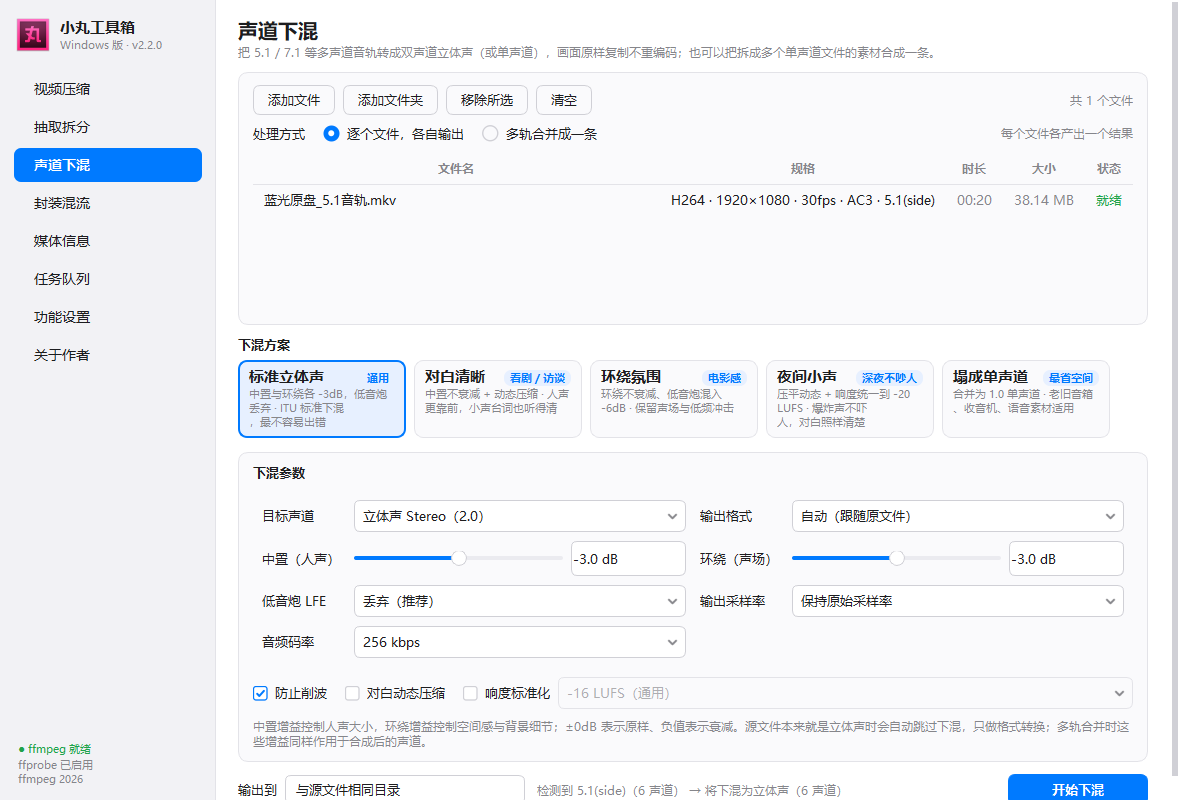 丸
小丸工具箱
Windows 版 · v2.2.0
视频压缩
抽取拆分
声道下混
封装混流
媒体信息
任务队列
功能设置
关于作者
● ffmpeg 就绪
ffprobe 已启用
ffmpeg 2026
声道下混
把 5.1 / 7.1 等多声道音轨转成双声道立体声（或单声道），画面原样复制不重编码；也可以把拆成多个单声道文件的素材合成一条。
添加文件 添加文件夹 移除所选 清空 共 1 个文件
处理方式 逐个文件，各自输出 多轨合并成一条 每个文件各产出一个结果
文件名 规格 时长 大小 状态
蓝光原盘_5.1音轨.mkv H264 · 1920×1080 · 30fps · AC3 · 5.1(side) 00:20 38.14 MB 就绪
下混方案
标准立体声 通用
中置与环绕各 -3dB，低音炮
丢弃 · ITU 标准下混
，最不容易出错
对白清晰 看剧 / 访谈
中置不衰减 + 动态压缩 · 人声
更靠前，小声台词也听得清
环绕氛围 电影感
环绕不衰减、低音炮混入
-6dB · 保留声场与低频冲击
夜间小声 深夜不吵人
压平动态 + 响度统一到 -20
LUFS · 爆炸声不吓
人，对白照样清楚
塌成单声道 最省空间
合并为 1.0 单声道 · 老旧音箱
、收音机、语音素材适用
下混参数
目标声道 立体声 Stereo（2.0） 输出格式 自动（跟随原文件）
中置（人声） -3.0 dB 环绕（声场） -3.0 dB
低音炮 LFE 丢弃（推荐） 输出采样率 保持原始采样率
音频码率 256 kbps
防止削波 对白动态压缩 响度标准化 -16 LUFS（通用）
中置增益控制人声大小，环绕增益控制空间感与背景细节；±0dB 表示原样、负值表示衰减。源文件本来就是立体声时会自动跳过下混，只做格式转换；多轨合并时这
些增益同样作用于合成后的声道。
输出到 与源文件相同目录 检测到 5.1(side)（6 声道） → 将下混为立体声（6 声道） 开始下混